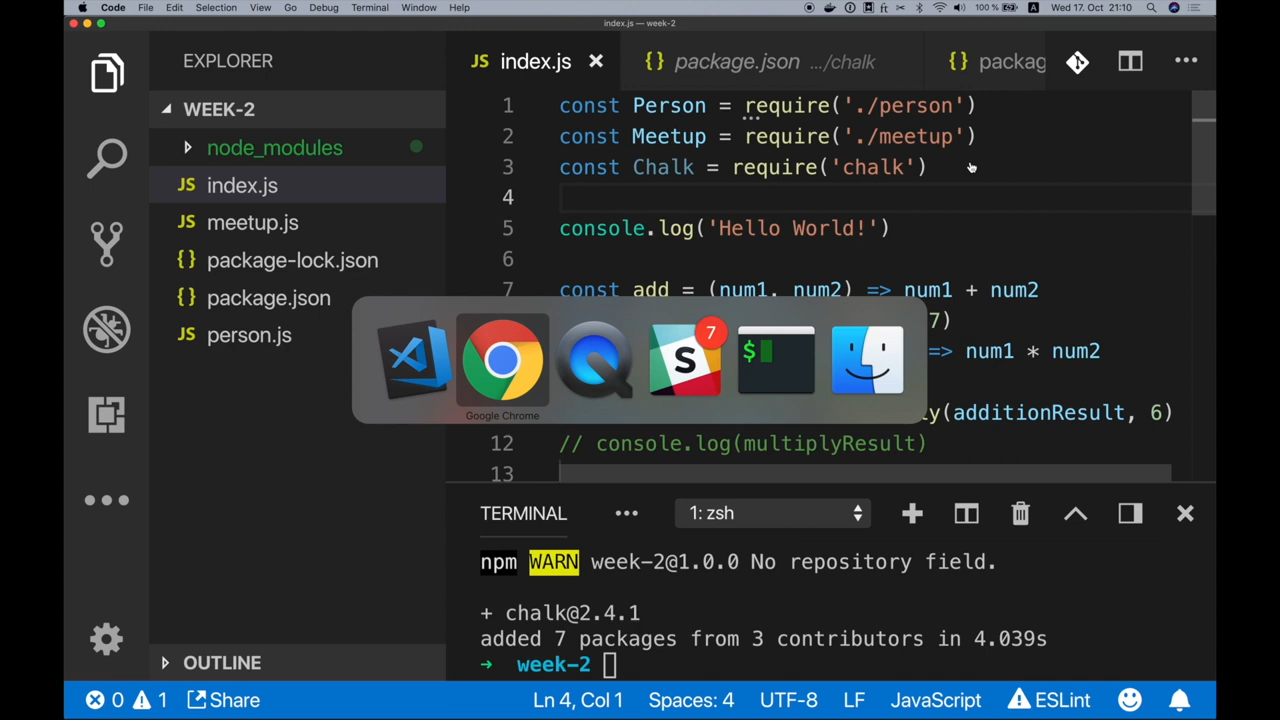 Code File Edit Selection View Go Debug Terminal Window Help 100 % A Wed 17. Oct 21:10
index.js — week-2
EXPLORER
JS index.js
{} package.json .../chalk
{} packag
WEEK-2
node_modules
JS index.js
JS meetup.js
{} package-lock.json
{} package.json
JS person.js
OUTLINE
1 const Person = require('./person')
2 const Meetup = require('./meetup')
3 const Chalk = require('chalk')
4
5 console.log('Hello World!')
6
7 const add = (num1, num2) => num1 + num2
7)
=> num1 * num2
ty(additionResult, 6)
12 // console.log(multiplyResult)
13
7
S
$
Google Chrome
TERMINAL
1: zsh
npm WARN week-2@1.0.0 No repository field.
+ chalk@2.4.1
added 7 packages from 3 contributors in 4.039s
→ week-2
0 1 Share Ln 4, Col 1 Spaces: 4 UTF-8 LF JavaScript ESLint